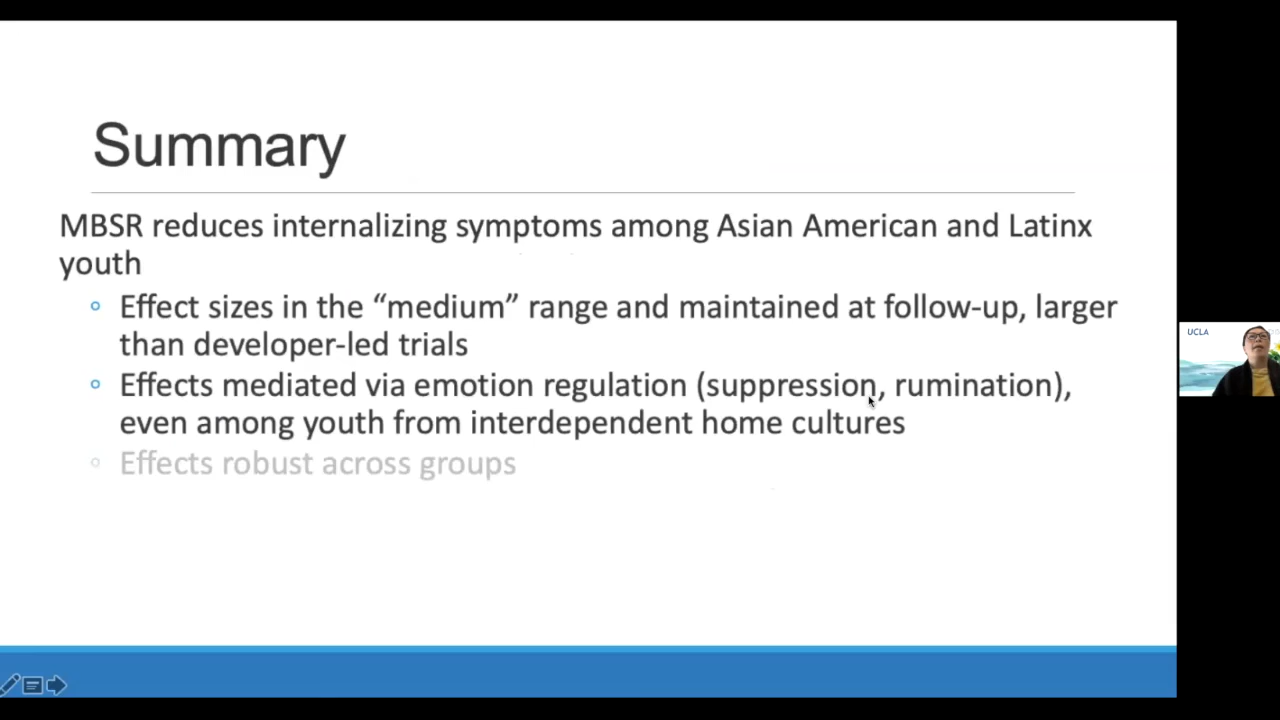 Summary
MBSR reduces internalizing symptoms among Asian American and Latinx
youth
Effect sizes in the “medium” range and maintained at follow-up, larger
than developer-led trials
Effects mediated via emotion regulation (suppression, rumination),
even among youth from interdependent home cultures
Effects robust across groups
UCLA